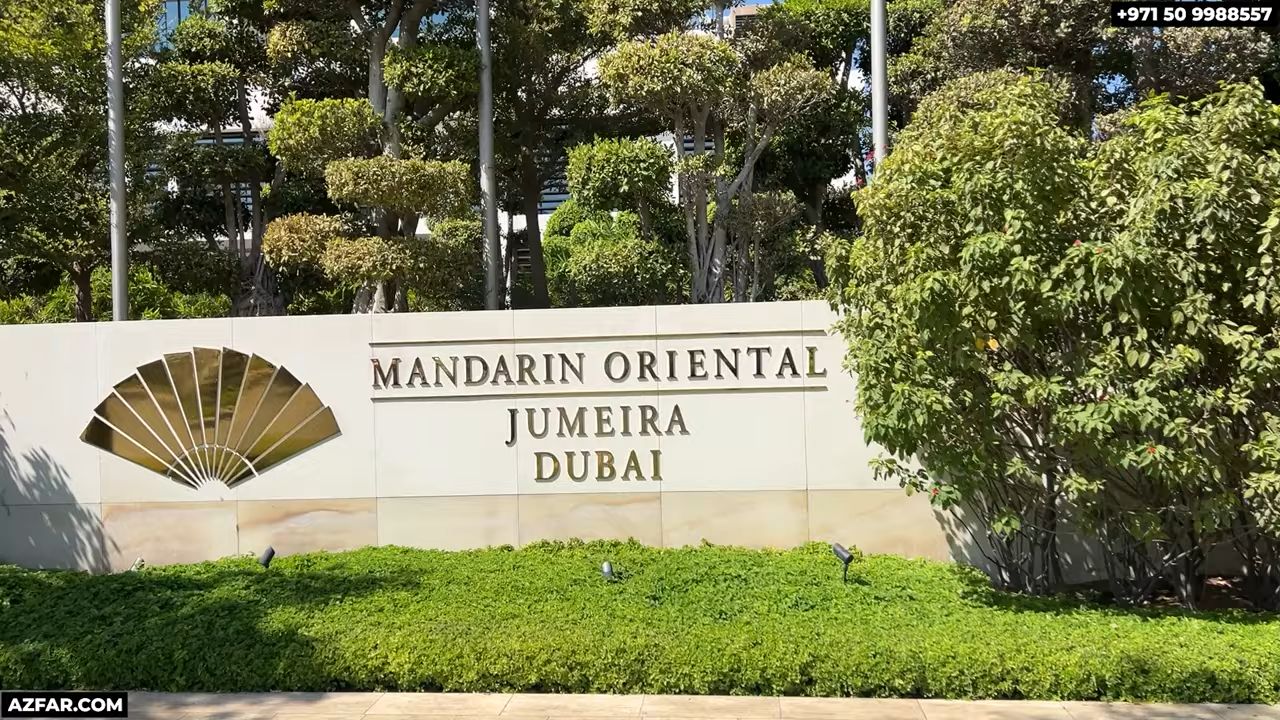 +971 50 9988557
MANDARIN ORIENTAL
JUMEIRA
DUBAI
AZFAR.COM